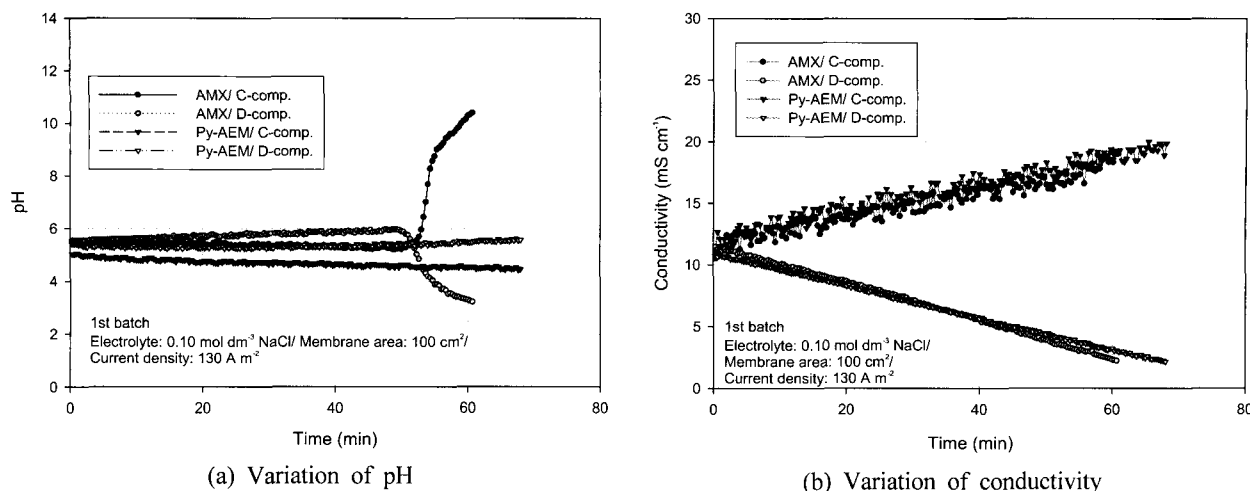 14
12
10
8
6
4
2
0
pH
AMX/ C-comp.
AMX/ D-comp.
Py-AEM/ C-comp.
Py-AEM/ D-comp.
1st batch
Electrolyte: 0.10 mol dm⁻³ NaCl/ Membrane area: 100 cm²/
Current density: 130 A m⁻²
0 20 40 60 80
Time (min)
(a) Variation of pH
30
25
20
15
10
5
0
Conductivity (mS cm⁻¹)
AMX/ C-comp.
AMX/ D-comp.
Py-AEM/ C-comp.
Py-AEM/ D-comp.
1st batch
Electrolyte: 0.10 mol dm⁻³ NaCl/
Membrane area: 100 cm²/
Current density: 130 A m⁻²
0 20 40 60 80
Time (min)
(b) Variation of conductivity